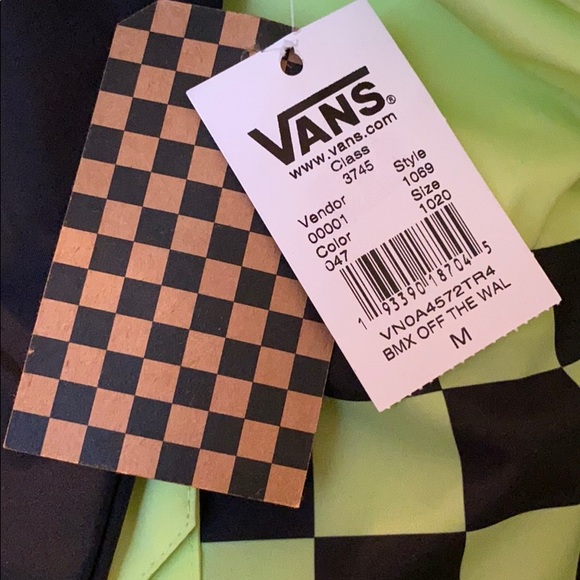 VANS®
www.vans.com
Class
3745
Vendor Style
00001 1069
Color Size
047 1020
1 93390 18704 5
VN0A4572TR4
BMX OFF THE WAL
M